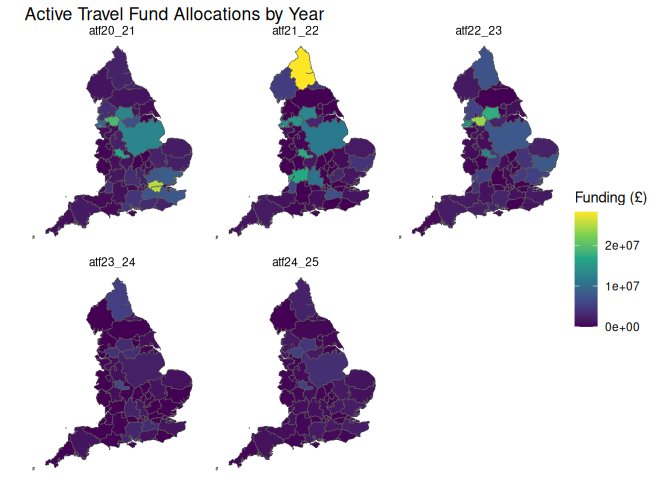 Active Travel Fund Allocations by Year
atf20_21
atf21_22
atf22_23
Funding (£)
2e+07
1e+07
0e+00
atf23_24
atf24_25